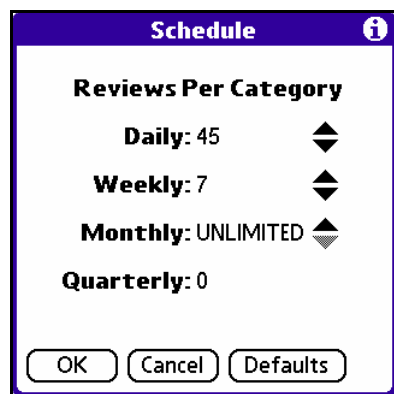 Schedule
Reviews Per Category
Daily: 45
Weekly: 7
Monthly: UNLIMITED
Quarterly: 0
OK Cancel Defaults